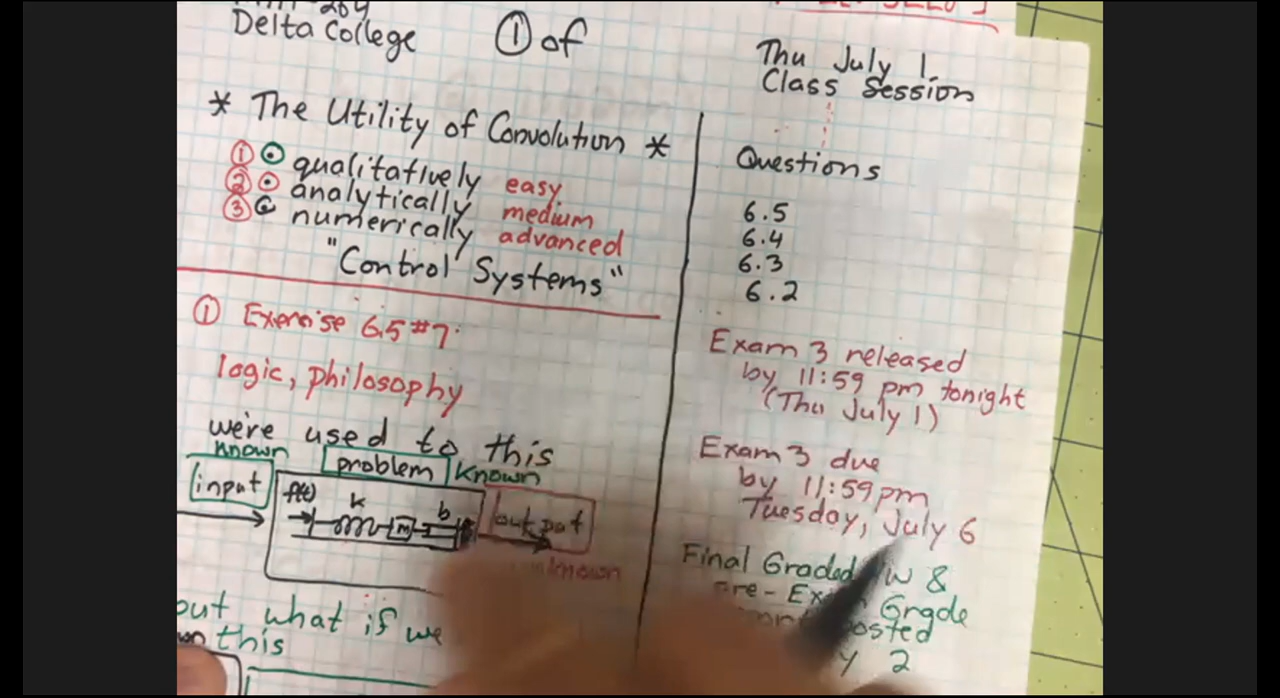 Delta College
① of
* The Utility of Convolution *
① ⊙ qualitatively easy
② ⊙ analytically medium
③ numerically advanced
"Control Systems"
① Exercise 6.5 #7:
logic, philosophy
we're used to this
known problem known
input f(t) k m b output
but what if we
this
Thu July 1
Class Session
Questions
6.5
6.4
6.3
6.2
Exam 3 released
by 11:59 pm tonight
(Thu July 1)
Exam 3 due
by 11:59pm
Tuesday, July 6
Final Graded &
Grade
posted
2